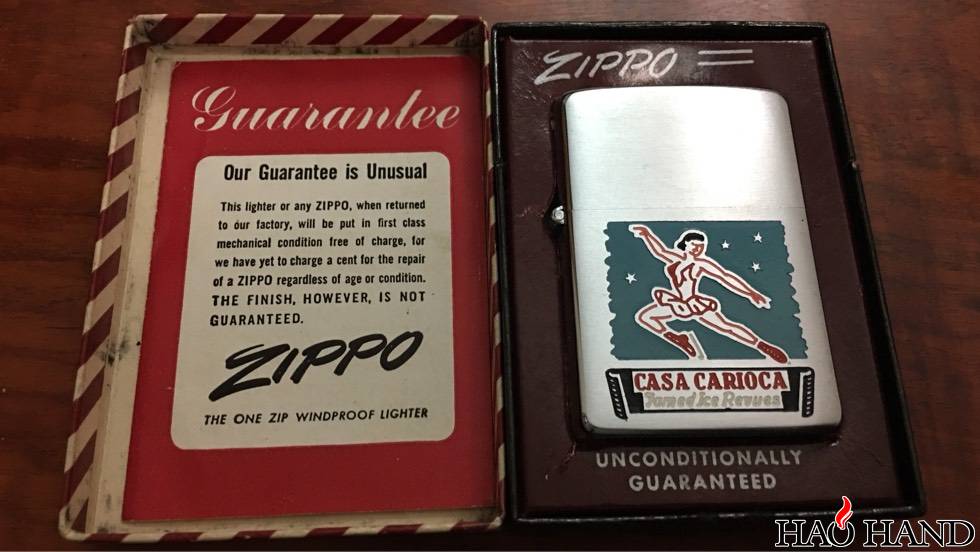 Guarantee
Our Guarantee is Unusual
This lighter or any ZIPPO, when returned
to our factory, will be put in first class
mechanical condition free of charge, for
we have yet to charge a cent for the repair
of a ZIPPO regardless of age or condition.
THE FINISH, HOWEVER, IS NOT
GUARANTEED.
ZIPPO
THE ONE ZIP WINDPROOF LIGHTER
ZIPPO
CASA CARIOCA
Famed Ice Revues
UNCONDITIONALLY
GUARANTEED
HAO HAND